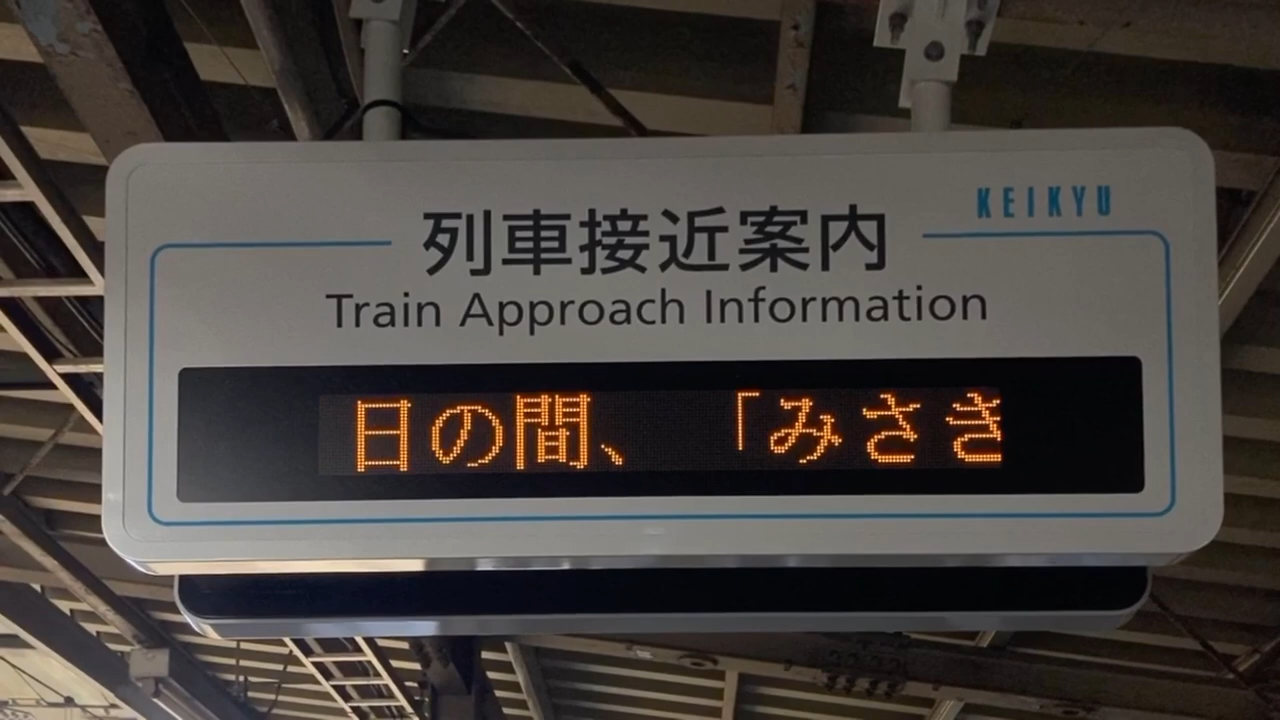 KEIKYU
列車接近案内
Train Approach Information
日の間、 「みさき